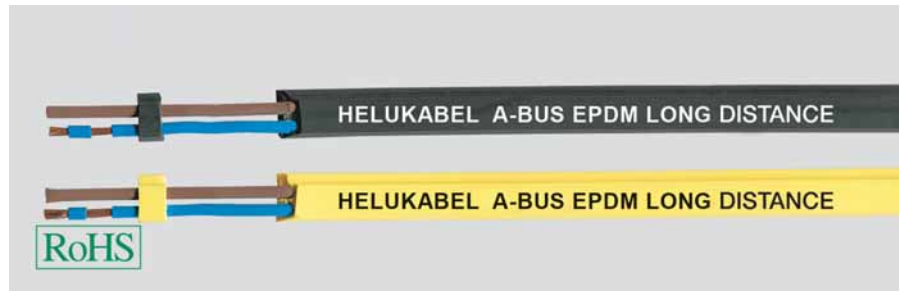 HELUKABEL A-BUS EPDM LONG DISTANCE
HELUKABEL A-BUS EPDM LONG DISTANCE
RoHS